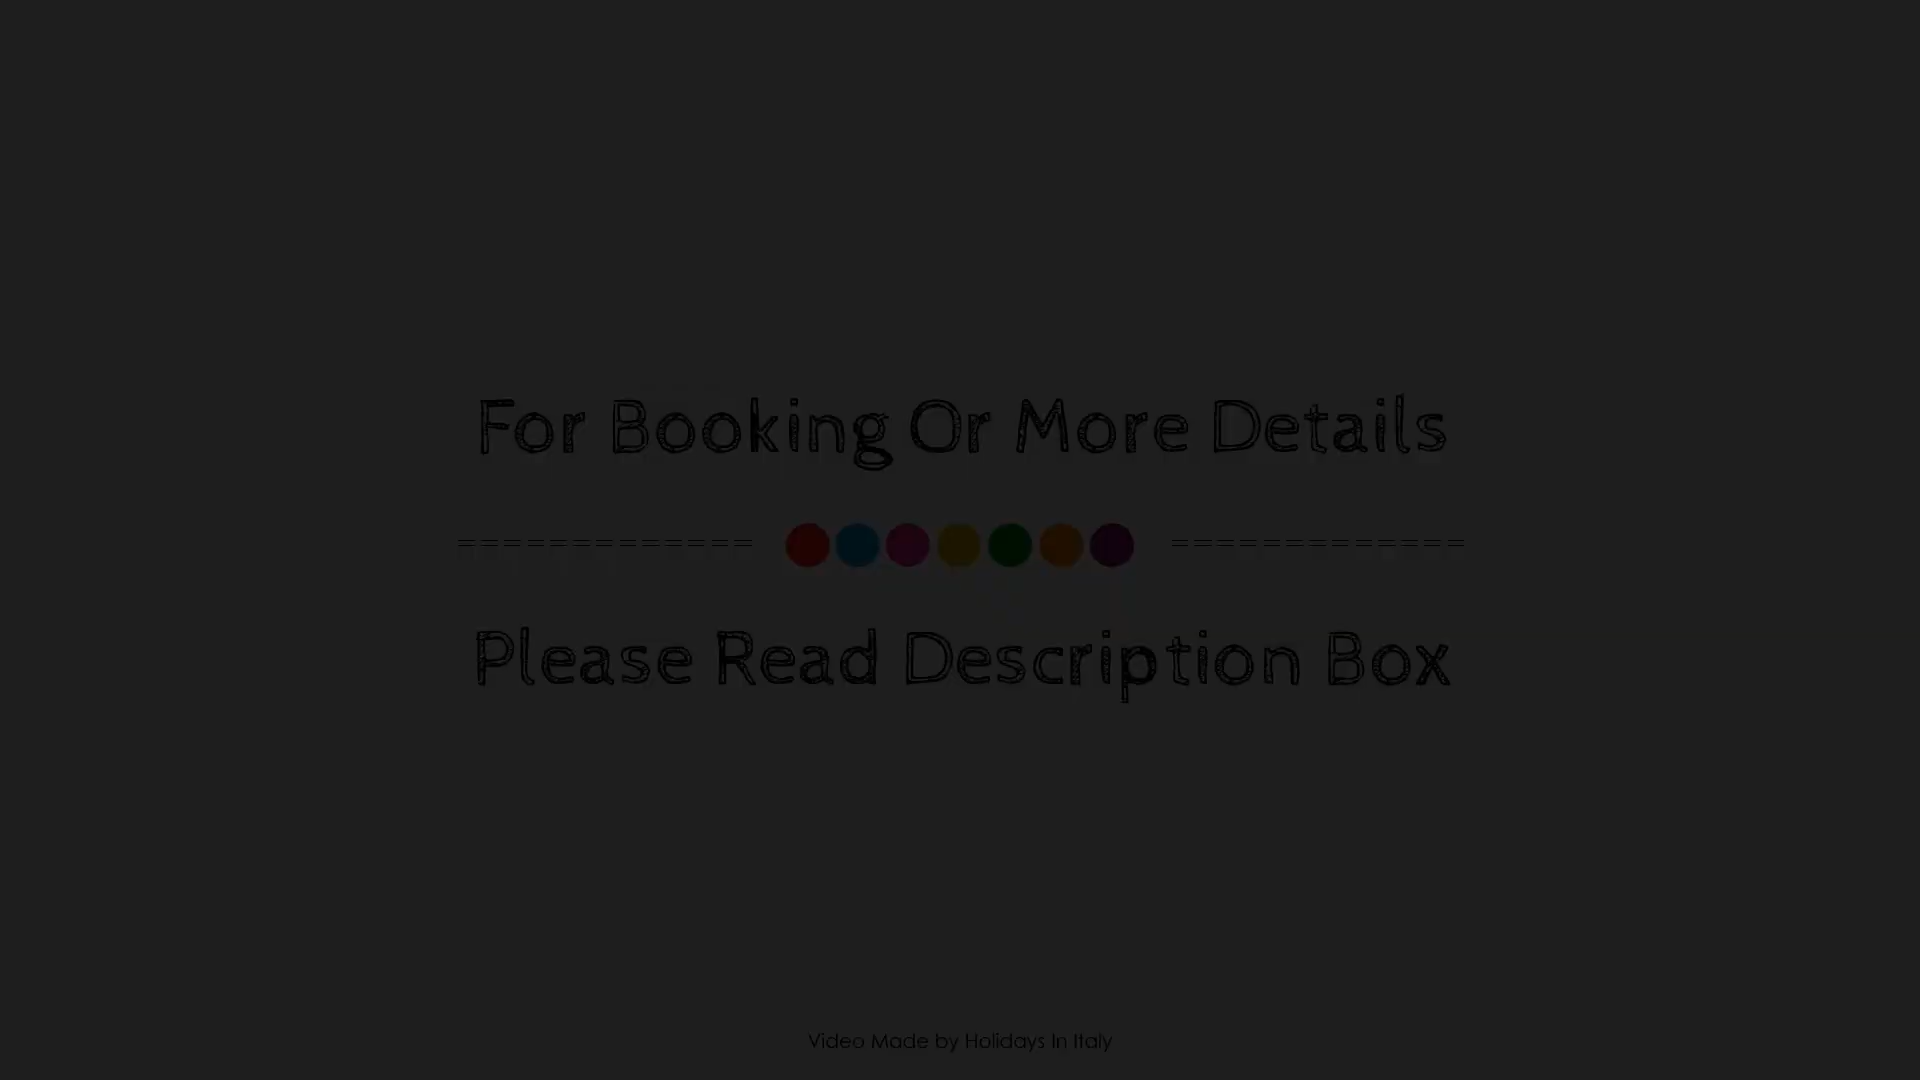 For Booking Or More Details
============= =============
Please Read Description Box
Video Made by Holidays In Italy